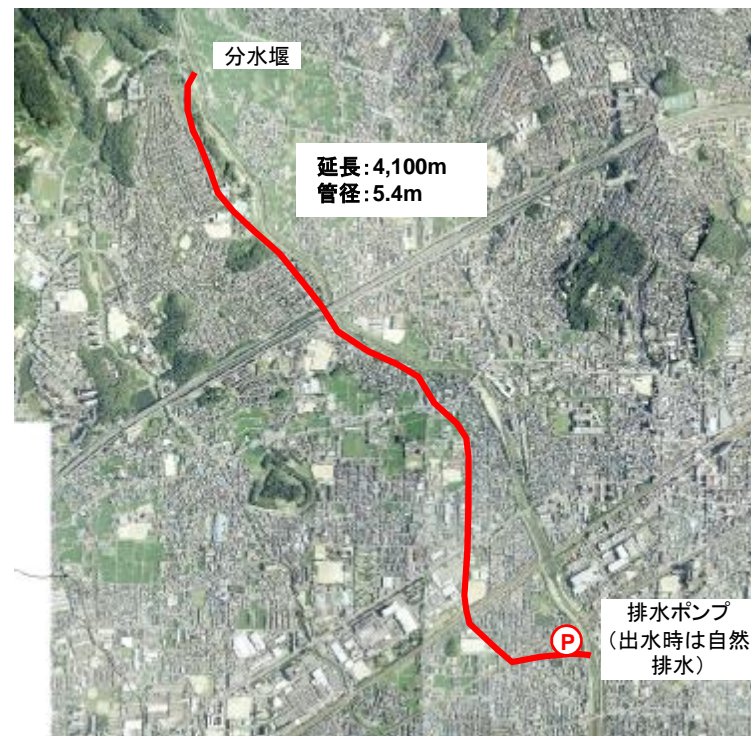 分水堰
延長：4,100m
管径：5.4m
排水ポンプ
（出水時は自然
排水）
P